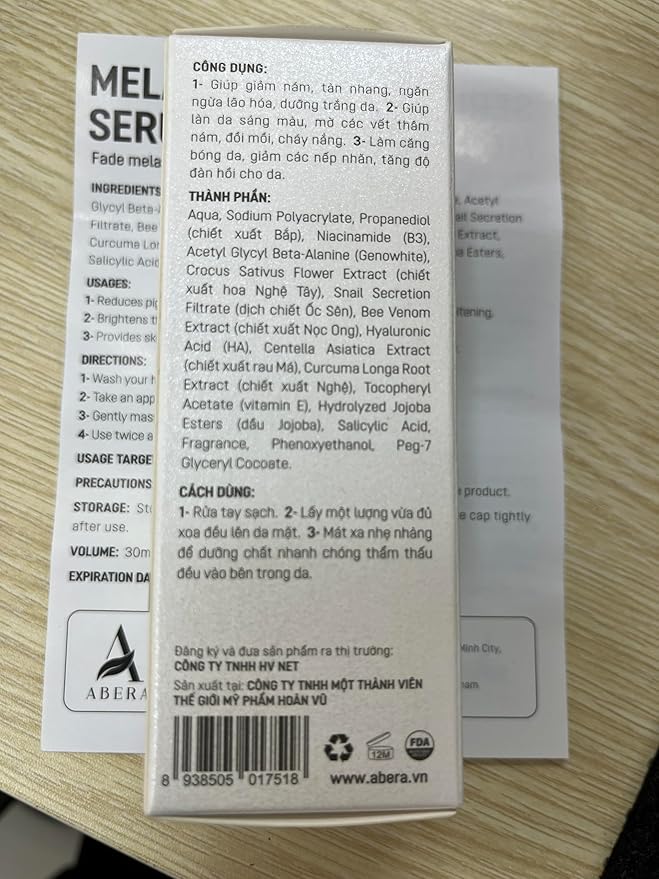 CÔNG DỤNG:
1- Giúp giảm nám, tàn nhang, ngăn
ngừa lão hóa, dưỡng trắng da. 2- Giúp
làn da sáng màu, mờ các vết thâm
nám, đồi mồi, cháy nắng. 3- Làm căng
bóng da, giảm các nếp nhăn, tăng độ
đàn hồi cho da.
THÀNH PHẦN:
Aqua, Sodium Polyacrylate, Propanediol
(chiết xuất Bắp), Niacinamide (B3),
Acetyl Glycyl Beta-Alanine (Genowhite),
Crocus Sativus Flower Extract (chiết
xuất hoa Nghệ Tây), Snail Secretion
Filtrate (dịch chiết Ốc Sên), Bee Venom
Extract (chiết xuất Nọc Ong), Hyaluronic
Acid (HA), Centella Asiatica Extract
(chiết xuất rau Má), Curcuma Longa Root
Extract (chiết xuất Nghệ), Tocopheryl
Acetate (vitamin E), Hydrolyzed Jojoba
Esters (dầu Jojoba), Salicylic Acid,
Fragrance, Phenoxyethanol, Peg-7
Glyceryl Cocoate.
CÁCH DÙNG:
1- Rửa tay sạch. 2- Lấy một lượng vừa đủ
xoa đều lên da mặt. 3- Mát xa nhẹ nhàng
để dưỡng chất nhanh chóng thẩm thấu
đều vào bên trong da.
Đăng ký và đưa sản phẩm ra thị trường:
CÔNG TY TNHH HV NET
Sản xuất tại: CÔNG TY TNHH MỘT THÀNH VIÊN
THẾ GIỚI MỸ PHẨM HOÀN VŨ
8 938505 017518
12M
FDA
www.abera.vn
MEL
SER
Fade mela
INGREDIENTS
Glycyl Beta-
Filtrate, Bee
Curcuma Lon
Salicylic Acid
USAGES:
1- Reduces pig
2- Brightens t
3- Provides sk
DIRECTIONS:
1- Wash your h
2- Take an app
3- Gently mas
4- Use twice a
USAGE TARGE
PRECAUTIONS
STORAGE: Sto
after use.
VOLUME: 30m
EXPIRATION DA
ABERA
Acetyl
Secretion
Extract,
Esters,
product.
e cap tightly
Minh City,